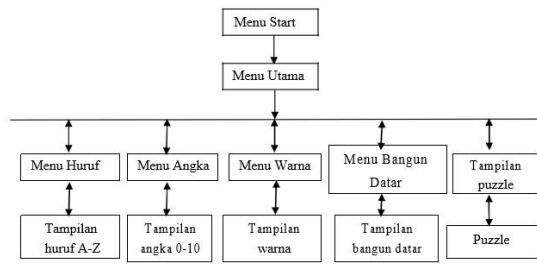 Menu Start
Menu Utama
Menu Huruf
Menu Angka
Menu Warna
Menu Bangun
Datar
Tampilan
puzzle
Tampilan
huruf A-Z
Tampilan
angka 0-10
Tampilan
warna
Tampilan
bangun datar
Puzzle